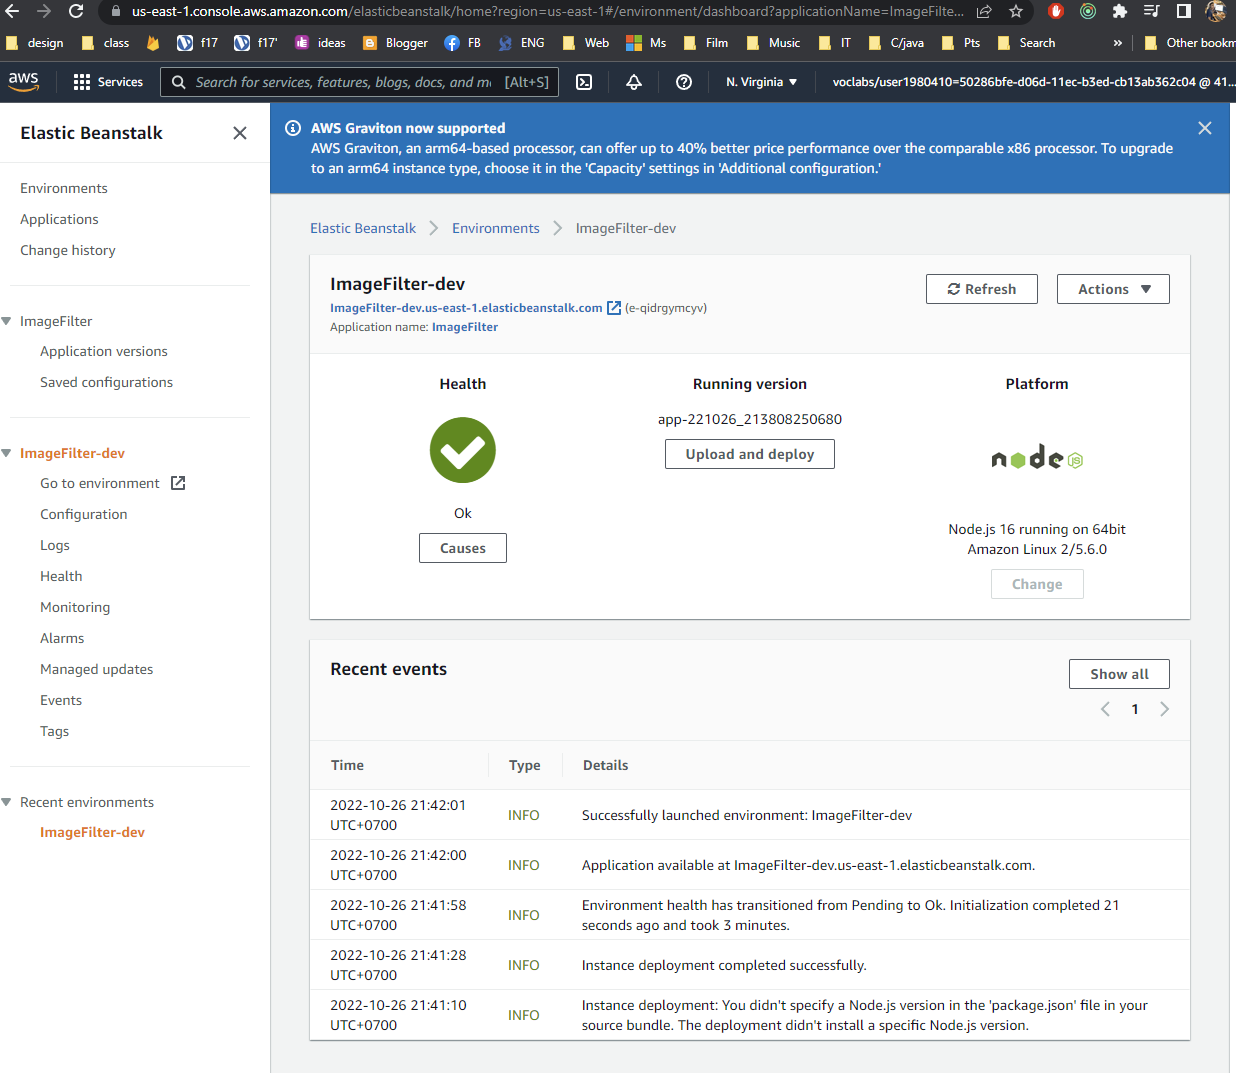 us-east-1.console.aws.amazon.com/elasticbeanstalk/home?region=us-east-1#/environment/dashboard?applicationName=ImageFilte...
design class f17 f17' ideas Blogger FB ENG Web Ms Film Music IT C/java Pts Search » Other bookm
aws Services Search for services, features, blogs, docs, and m [Alt+S] N. Virginia ▼ voclabs/user1980410=50286bfe-d06d-11ec-b3ed-cb13ab362c04 @ 41...
Elastic Beanstalk
Environments
Applications
Change history
ImageFilter
Application versions
Saved configurations
ImageFilter-dev
Go to environment
Configuration
Logs
Health
Monitoring
Alarms
Managed updates
Events
Tags
Recent environments
ImageFilter-dev
AWS Graviton now supported
AWS Graviton, an arm64-based processor, can offer up to 40% better price performance over the comparable x86 processor. To upgrade
to an arm64 instance type, choose it in the 'Capacity' settings in 'Additional configuration.'
Elastic Beanstalk > Environments > ImageFilter-dev
ImageFilter-dev
ImageFilter-dev.us-east-1.elasticbeanstalk.com (e-qidrgymcyv)
Application name: ImageFilter
Refresh
Actions ▼
Health
Ok
Causes
Running version
app-221026_213808250680
Upload and deploy
Platform
node JS
Node.js 16 running on 64bit
Amazon Linux 2/5.6.0
Change
Recent events
Show all
1
Time Type Details
2022-10-26 21:42:01
UTC+0700
INFO
Successfully launched environment: ImageFilter-dev
2022-10-26 21:42:00
UTC+0700
INFO
Application available at ImageFilter-dev.us-east-1.elasticbeanstalk.com.
2022-10-26 21:41:58
UTC+0700
INFO
Environment health has transitioned from Pending to Ok. Initialization completed 21
seconds ago and took 3 minutes.
2022-10-26 21:41:28
UTC+0700
INFO
Instance deployment completed successfully.
2022-10-26 21:41:10
UTC+0700
INFO
Instance deployment: You didn't specify a Node.js version in the 'package.json' file in your
source bundle. The deployment didn't install a specific Node.js version.